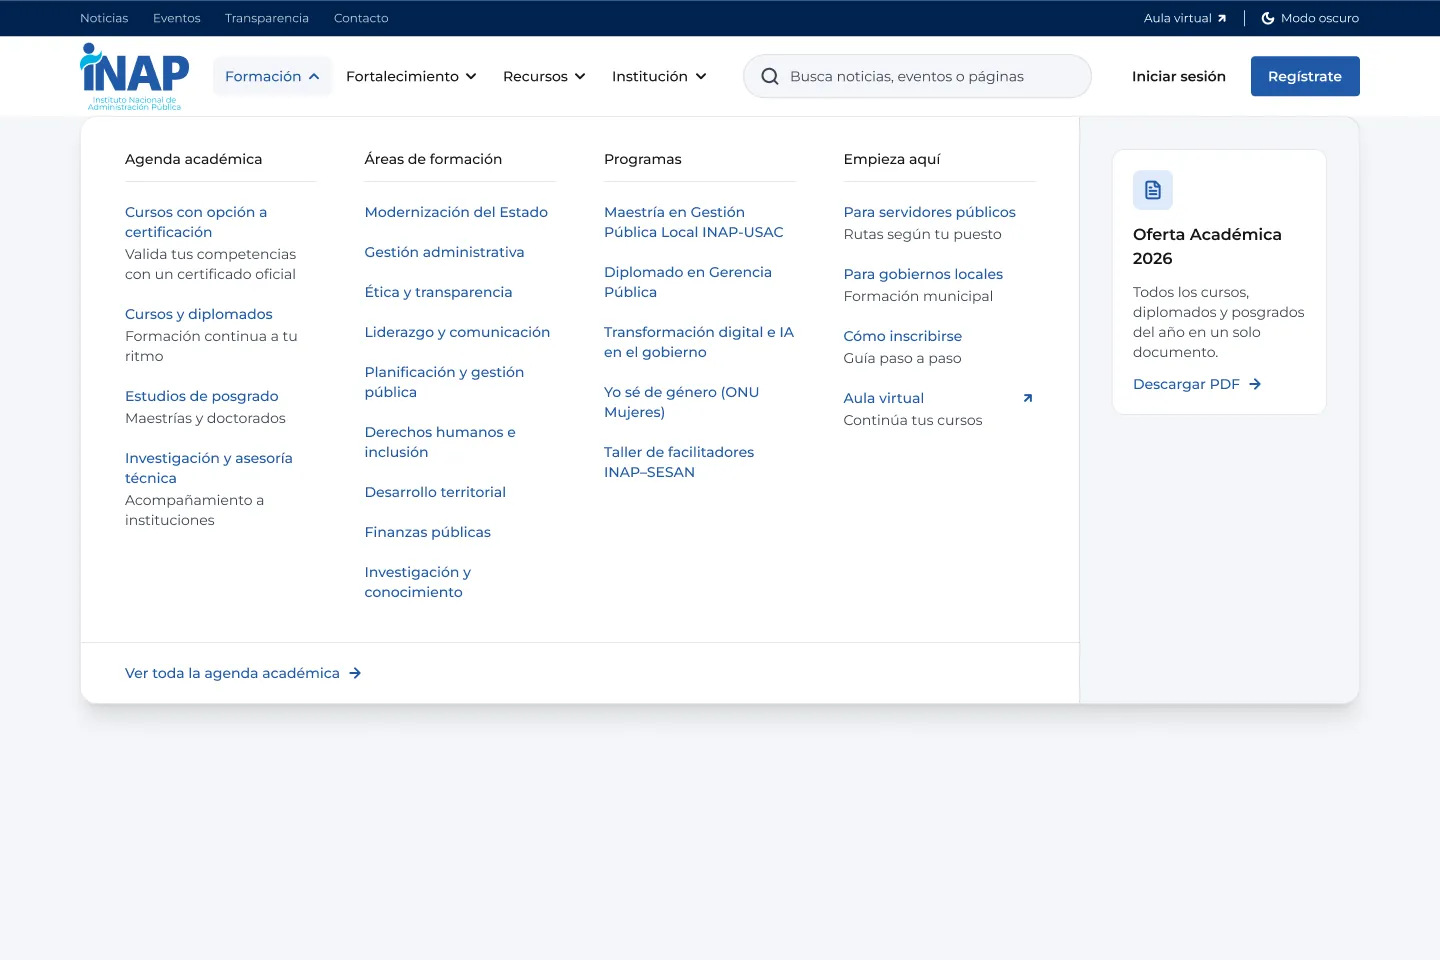 Noticias Eventos Transparencia Contacto Aula virtual Modo oscuro
iNAP
Instituto Nacional de
Administración Pública
Formación Fortalecimiento Recursos Institución Busca noticias, eventos o páginas Iniciar sesión Regístrate
Agenda académica
Cursos con opción a
certificación
Valida tus competencias
con un certificado oficial
Cursos y diplomados
Formación continua a tu
ritmo
Estudios de posgrado
Maestrías y doctorados
Investigación y asesoría
técnica
Acompañamiento a
instituciones
Áreas de formación
Modernización del Estado
Gestión administrativa
Ética y transparencia
Liderazgo y comunicación
Planificación y gestión
pública
Derechos humanos e
inclusión
Desarrollo territorial
Finanzas públicas
Investigación y
conocimiento
Programas
Maestría en Gestión
Pública Local INAP-USAC
Diplomado en Gerencia
Pública
Transformación digital e IA
en el gobierno
Yo sé de género (ONU
Mujeres)
Taller de facilitadores
INAP–SESAN
Empieza aquí
Para servidores públicos
Rutas según tu puesto
Para gobiernos locales
Formación municipal
Cómo inscribirse
Guía paso a paso
Aula virtual
Continúa tus cursos
Oferta Académica
2026
Todos los cursos,
diplomados y posgrados
del año en un solo
documento.
Descargar PDF
Ver toda la agenda académica